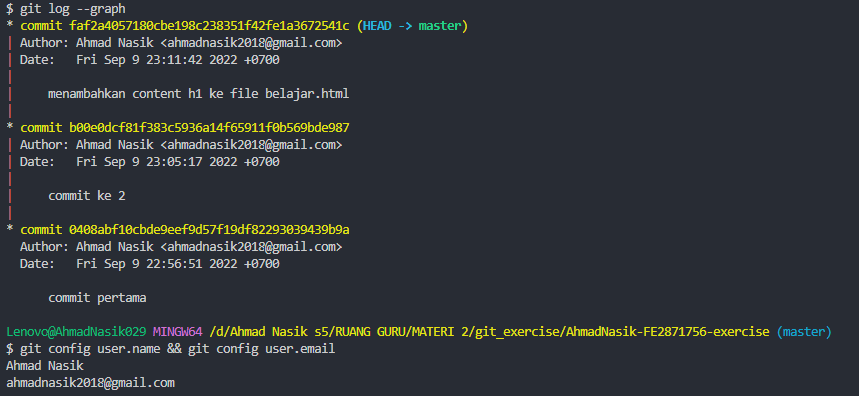 $ git log --graph
* commit faf2a4057180cbe198c238351f42fe1a3672541c (HEAD -> master)
| Author: Ahmad Nasik <ahmadnasik2018@gmail.com>
| Date:   Fri Sep 9 23:11:42 2022 +0700
|
|     menambahkan content h1 ke file belajar.html
|
* commit b00e0dcf81f383c5936a14f65911f0b569bde987
| Author: Ahmad Nasik <ahmadnasik2018@gmail.com>
| Date:   Fri Sep 9 23:05:17 2022 +0700
|
|     commit ke 2
|
* commit 0408abf10cbde9eef9d57f19df82293039439b9a
  Author: Ahmad Nasik <ahmadnasik2018@gmail.com>
  Date:   Fri Sep 9 22:56:51 2022 +0700

      commit pertama

Lenovo@AhmadNasik029 MINGW64 /d/Ahmad Nasik s5/RUANG GURU/MATERI 2/git_exercise/AhmadNasik-FE2871756-exercise (master)
$ git config user.name && git config user.email
Ahmad Nasik
ahmadnasik2018@gmail.com